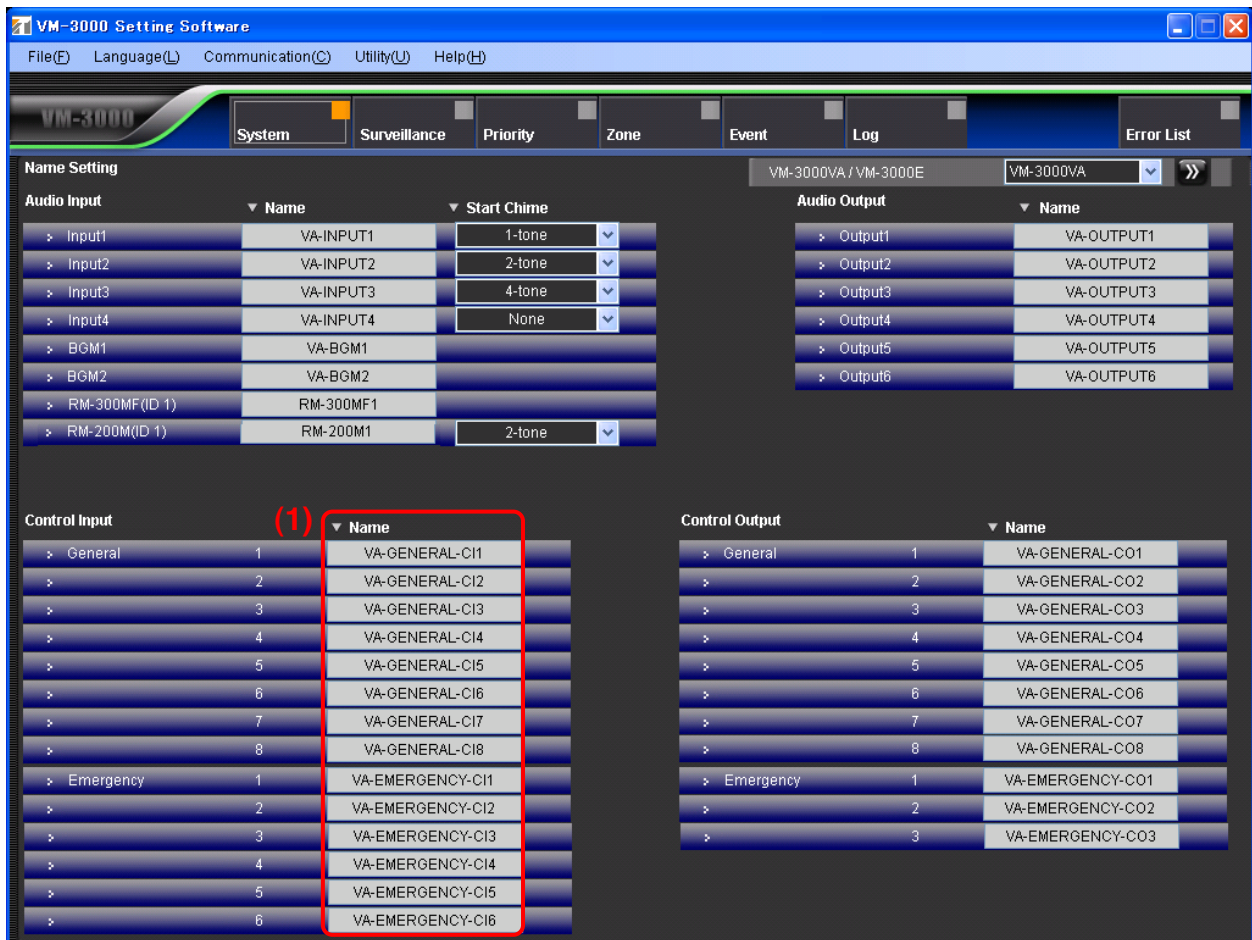 VM-3000 Setting Software
File(F) Language(L) Communication(C) Utility(U) Help(H)
VM-3000
System Surveillance Priority Zone Event Log Error List
Name Setting VM-3000VA / VM-3000E VM-3000VA
Audio Input Name Start Chime Audio Output Name
Input1 VA-INPUT1 1-tone Output1 VA-OUTPUT1
Input2 VA-INPUT2 2-tone Output2 VA-OUTPUT2
Input3 VA-INPUT3 4-tone Output3 VA-OUTPUT3
Input4 VA-INPUT4 None Output4 VA-OUTPUT4
BGM1 VA-BGM1 Output5 VA-OUTPUT5
BGM2 VA-BGM2 Output6 VA-OUTPUT6
RM-300MF(ID 1) RM-300MF1
RM-200M(ID 1) RM-200M1 2-tone
Control Input (1) Name Control Output Name
General 1 VA-GENERAL-CI1 General 1 VA-GENERAL-CO1
2 VA-GENERAL-CI2 2 VA-GENERAL-CO2
3 VA-GENERAL-CI3 3 VA-GENERAL-CO3
4 VA-GENERAL-CI4 4 VA-GENERAL-CO4
5 VA-GENERAL-CI5 5 VA-GENERAL-CO5
6 VA-GENERAL-CI6 6 VA-GENERAL-CO6
7 VA-GENERAL-CI7 7 VA-GENERAL-CO7
8 VA-GENERAL-CI8 8 VA-GENERAL-CO8
Emergency 1 VA-EMERGENCY-CI1 Emergency 1 VA-EMERGENCY-CO1
2 VA-EMERGENCY-CI2 2 VA-EMERGENCY-CO2
3 VA-EMERGENCY-CI3 3 VA-EMERGENCY-CO3
4 VA-EMERGENCY-CI4
5 VA-EMERGENCY-CI5
6 VA-EMERGENCY-CI6